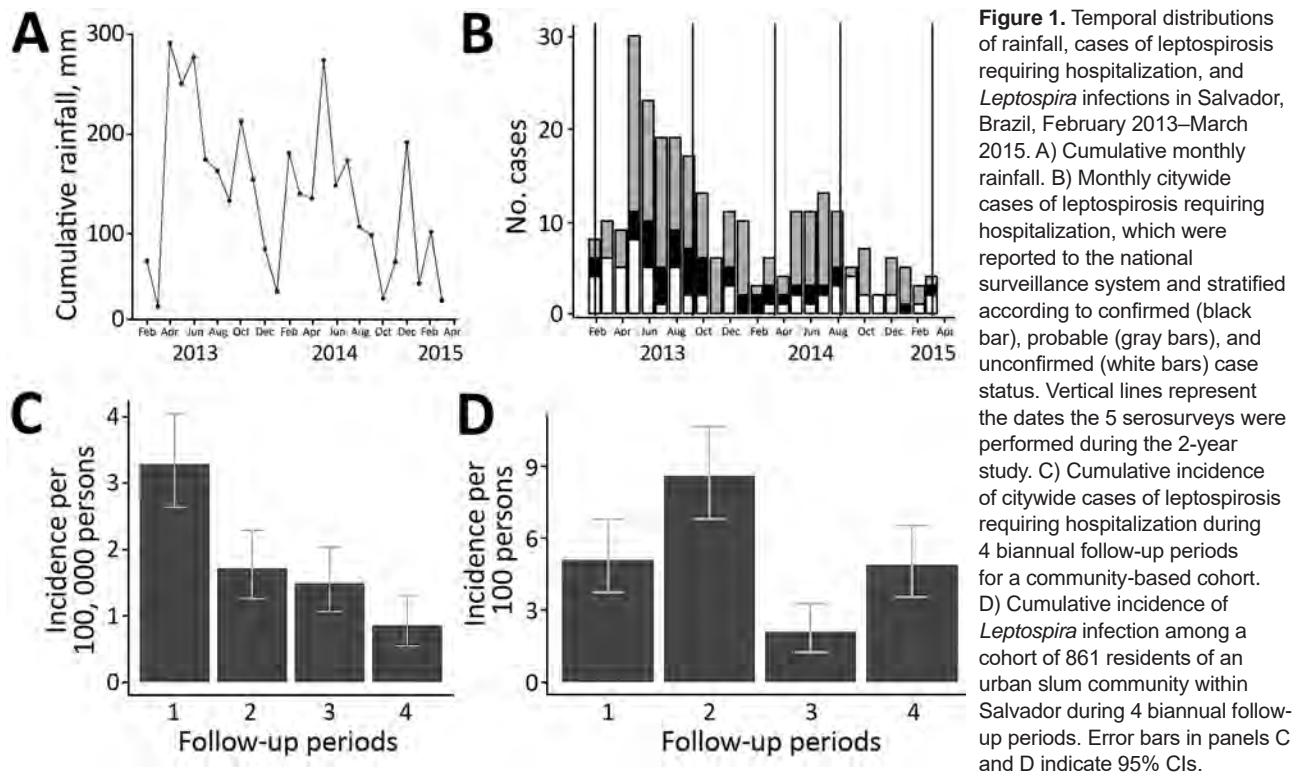 A
Cumulative rainfall, mm
300
200
100
0
Feb Apr Jun Aug Oct Dec Feb Apr Jun Aug Oct Dec Feb Apr
2013 2014 2015
B
No. cases
30
20
10
0
Feb Apr Jun Aug Oct Dec Feb Apr Jun Aug Oct Dec Feb Apr
2013 2014 2015
C
Incidence per
100, 000 persons
4
3
2
1
0
1 2 3 4
Follow-up periods
D
Incidence per
100 persons
9
6
3
0
1 2 3 4
Follow-up periods
Figure 1. Temporal distributions
of rainfall, cases of leptospirosis
requiring hospitalization, and
Leptospira infections in Salvador,
Brazil, February 2013–March
2015. A) Cumulative monthly
rainfall. B) Monthly citywide
cases of leptospirosis requiring
hospitalization, which were
reported to the national
surveillance system and stratified
according to confirmed (black
bar), probable (gray bars), and
unconfirmed (white bars) case
status. Vertical lines represent
the dates the 5 serosurveys were
performed during the 2-year
study. C) Cumulative incidence
of citywide cases of leptospirosis
requiring hospitalization during
4 biannual follow-up periods
for a community-based cohort.
D) Cumulative incidence of
Leptospira infection among a
cohort of 861 residents of an
urban slum community within
Salvador during 4 biannual follow-
up periods. Error bars in panels C
and D indicate 95% CIs.